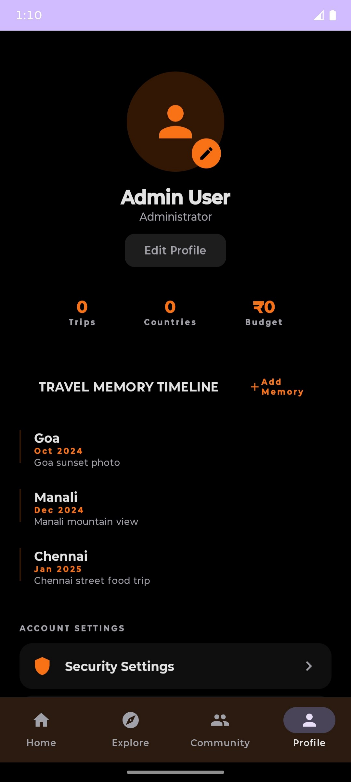 1:10
Admin User
Administrator
Edit Profile
0 0 ₹0
Trips Countries Budget
TRAVEL MEMORY TIMELINE
+ Add
Memory
Goa
Oct 2024
Goa sunset photo
Manali
Dec 2024
Manali mountain view
Chennai
Jan 2025
Chennai street food trip
ACCOUNT SETTINGS
Security Settings
Home Explore Community Profile